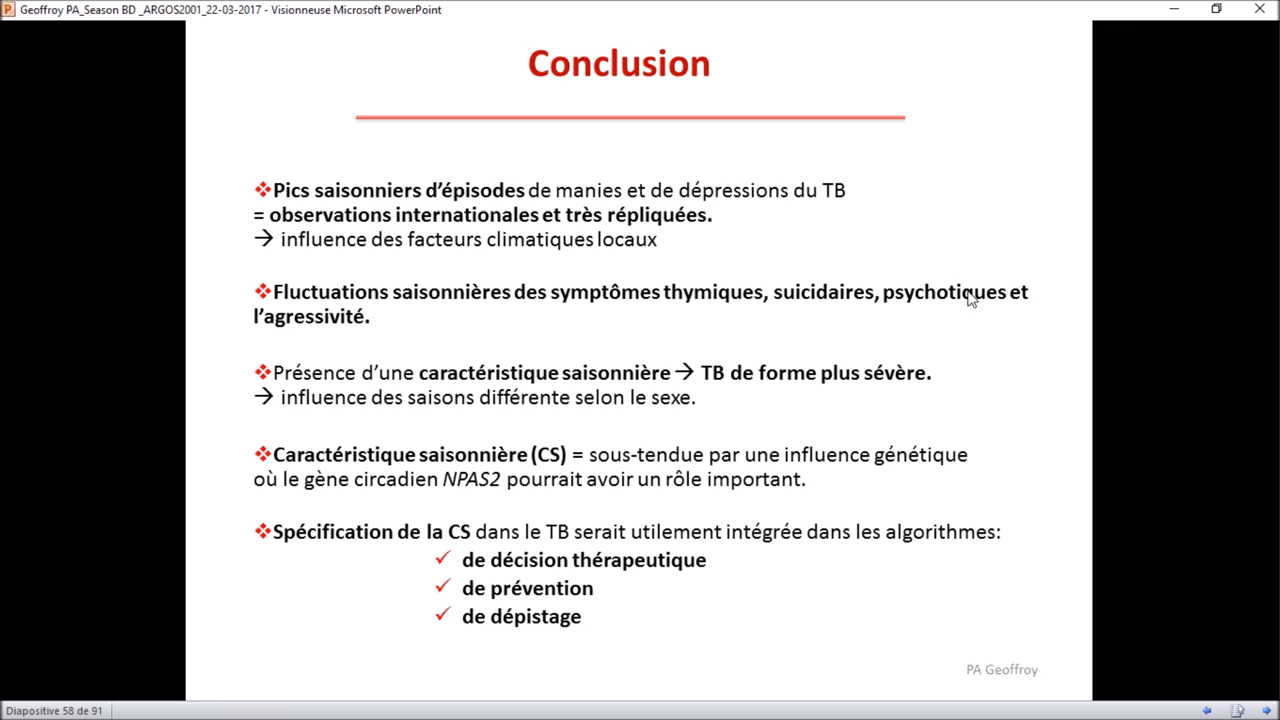 Geoffroy PA_Season BD _ARGOS2001_22-03-2017 - Visionneuse Microsoft PowerPoint
Conclusion
❖Pics saisonniers d’épisodes de manies et de dépressions du TB
= observations internationales et très répliquées.
→ influence des facteurs climatiques locaux
❖Fluctuations saisonnières des symptômes thymiques, suicidaires, psychotiques et
l’agressivité.
❖Présence d’une caractéristique saisonnière → TB de forme plus sévère.
→ influence des saisons différente selon le sexe.
❖Caractéristique saisonnière (CS) = sous-tendue par une influence génétique
où le gène circadien NPAS2 pourrait avoir un rôle important.
❖Spécification de la CS dans le TB serait utilement intégrée dans les algorithmes:
✓ de décision thérapeutique
✓ de prévention
✓ de dépistage
PA Geoffroy
Diapositive 58 de 91